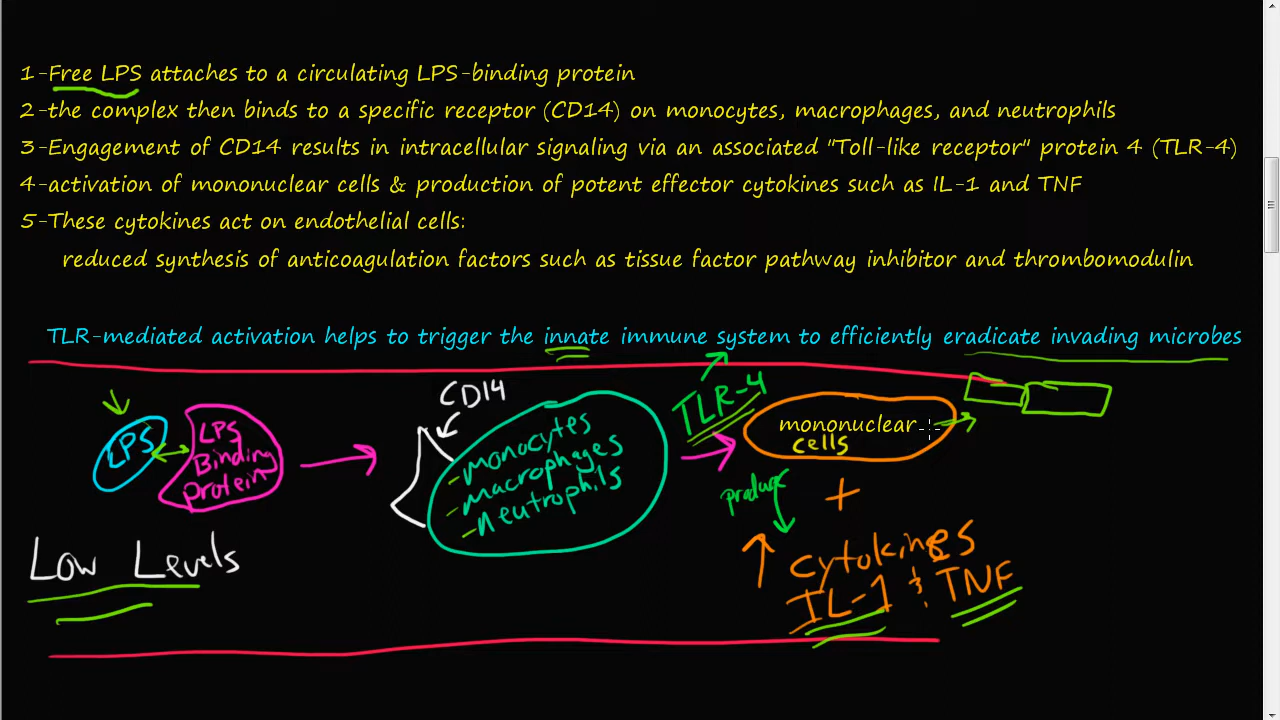 1-Free LPS attaches to a circulating LPS-binding protein
2-the complex then binds to a specific receptor (CD14) on monocytes, macrophages, and neutrophils
3-Engagement of CD14 results in intracellular signaling via an associated "Toll-like receptor" protein 4 (TLR-4)
4-activation of mononuclear cells & production of potent effector cytokines such as IL-1 and TNF
5-These cytokines act on endothelial cells:
reduced synthesis of anticoagulation factors such as tissue factor pathway inhibitor and thrombomodulin
TLR-mediated activation helps to trigger the innate immune system to efficiently eradicate invading microbes
LPS
LPS
Binding
Protein
CD14
-monocytes
-macrophages
-neutrophils
TLR-4
mononuclear
cells
produce
+
Cytokines
IL-1 & TNF
Low Levels